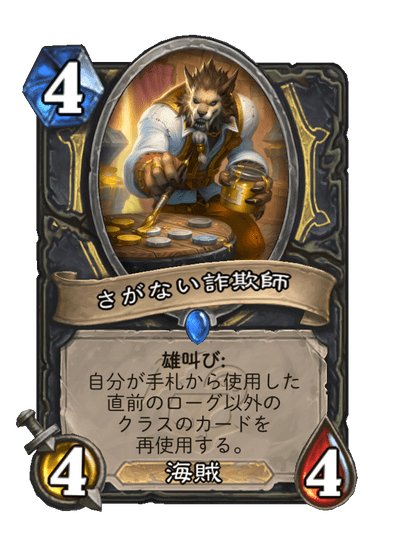 4
さがない詐欺師
雄叫び:
自分が手札から使用した
直前のローグ以外の
クラスのカードを
再使用する。
4
海賊
4